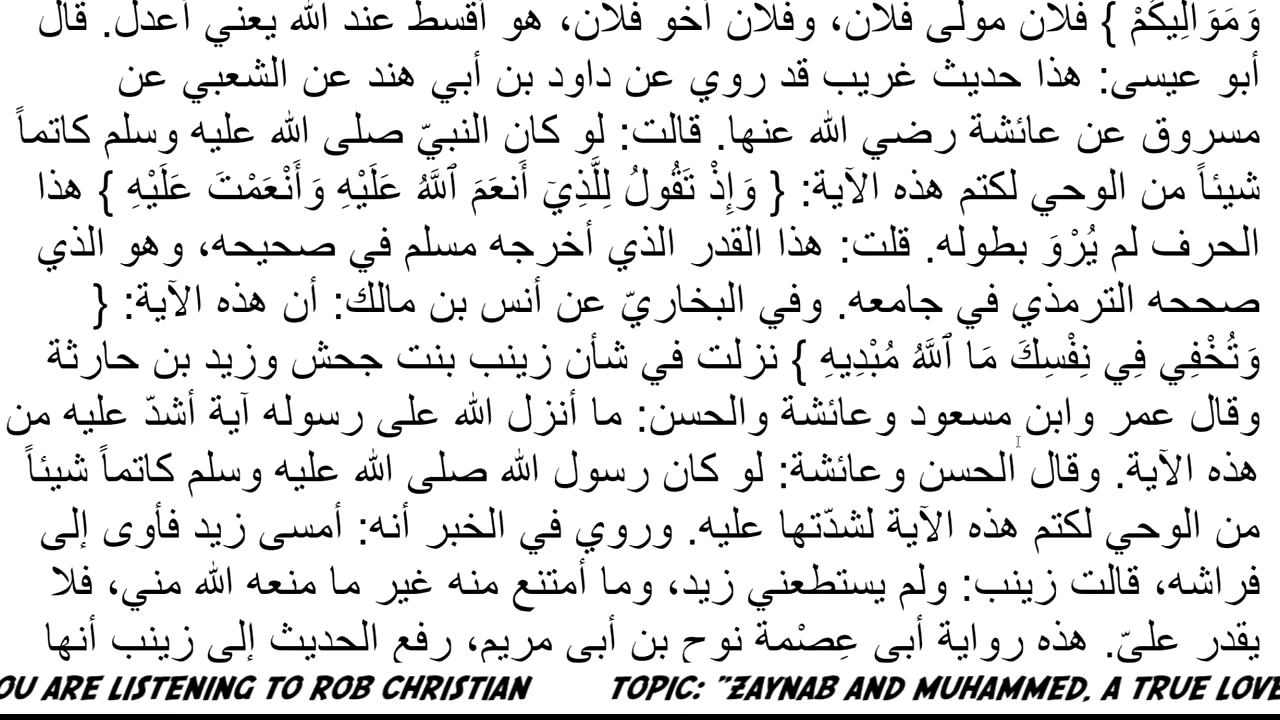 وَمَوَالِيكُمْ } فلان مولى فلان، وفلان أخو فلان، هو أقسط عند الله يعني أعدل. قال
أبو عيسى: هذا حديث غريب قد روي عن داود بن أبي هند عن الشعبي عن
مسروق عن عائشة رضي الله عنها. قالت: لو كان النبيّ صلى الله عليه وسلم كاتماً
شيئاً من الوحي لكتم هذه الآية: { وَإِذْ تَقُولُ لِلَّذِيۤ أَنعَمَ ٱللَّهُ عَلَيْهِ وَأَنْعَمْتَ عَلَيْهِ } هذا
الحرف لم يُرْوَ بطوله. قلت: هذا القدر الذي أخرجه مسلم في صحيحه، وهو الذي
صححه الترمذي في جامعه. وفي البخاريّ عن أنس بن مالك: أن هذه الآية: {
وَتُخْفِي فِي نِفْسِكَ مَا ٱللَّهُ مُبْدِيهِ } نزلت في شأن زينب بنت جحش وزيد بن حارثة
وقال عمر وابن مسعود وعائشة والحسن: ما أنزل الله على رسوله آية أشدّ عليه من
هذه الآية. وقال الحسن وعائشة: لو كان رسول الله صلى الله عليه وسلم كاتماً شيئاً
من الوحي لكتم هذه الآية لشدّتها عليه. وروي في الخبر أنه: أمسى زيد فأوى إلى
فراشه، قالت زينب: ولم يستطعني زيد، وما أمتنع منه غير ما منعه الله مني، فلا
يقدر عليّ. هذه رواية أبي عِصْمة نوح بن أبي مريم، رفع الحديث إلى زينب أنها
OU ARE LISTENING TO ROB CHRISTIAN TOPIC: "ZAYNAB AND MUHAMMED, A TRUE LOVE